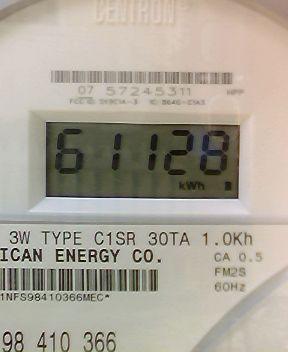 CENTRON
07 57245311
61128
kWh
3W TYPE C1SR 30TA 1.0Kh
ICAN ENERGY CO.
CA 0.5
FM2S
60Hz
1NFS98410366MEC*
98 410 366